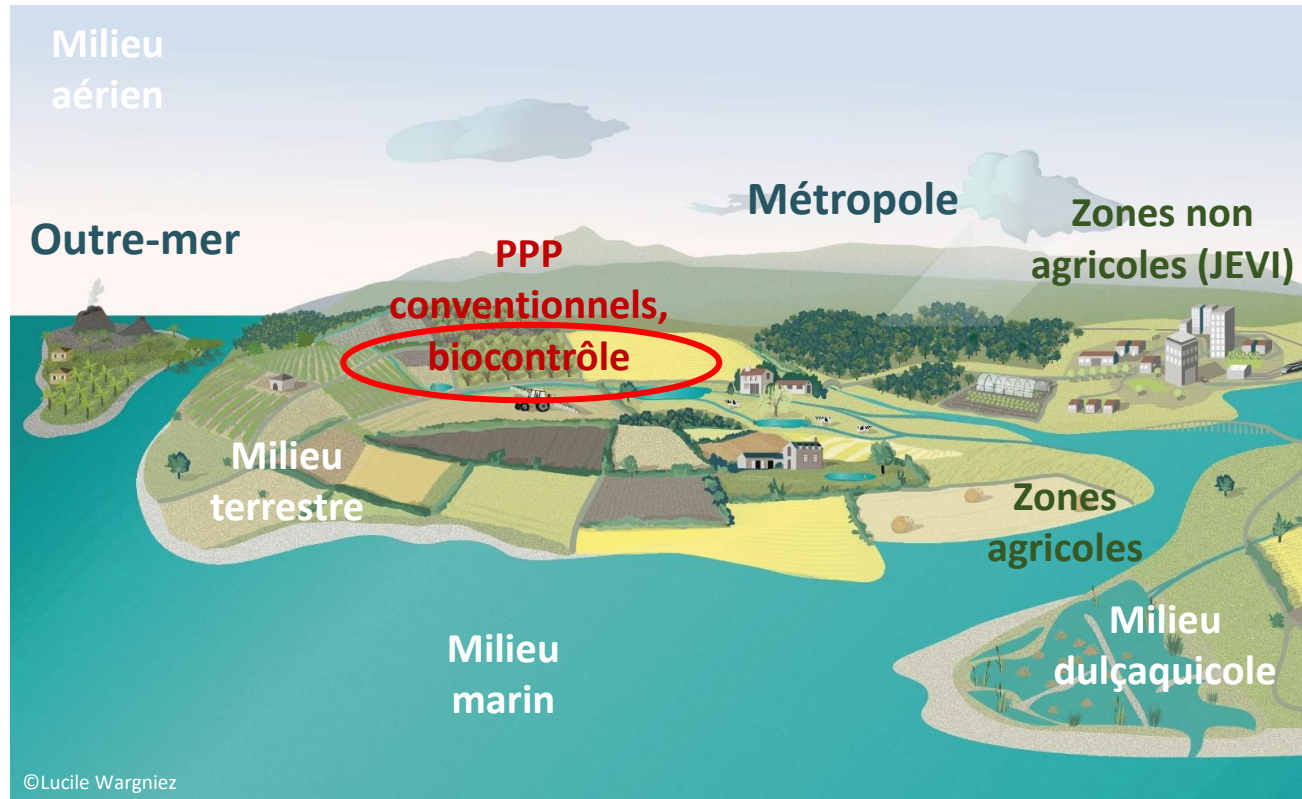 Milieu
aérien
Métropole
Zones non
agricoles (JEVI)
Outre-mer
PPP
conventionnels,
biocontrôle
Milieu
terrestre
Zones
agricoles
Milieu
dulçaquicole
Milieu
marin
©Lucile Wargniez